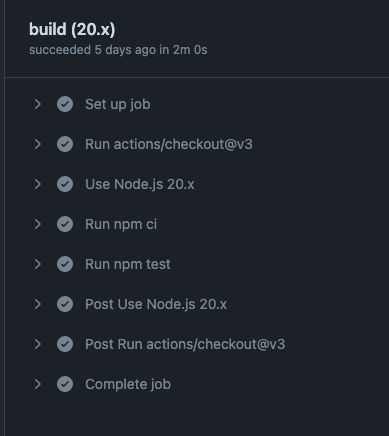 build (20.x)
succeeded 5 days ago in 2m 0s
Set up job
Run actions/checkout@v3
Use Node.js 20.x
Run npm ci
Run npm test
Post Use Node.js 20.x
Post Run actions/checkout@v3
Complete job